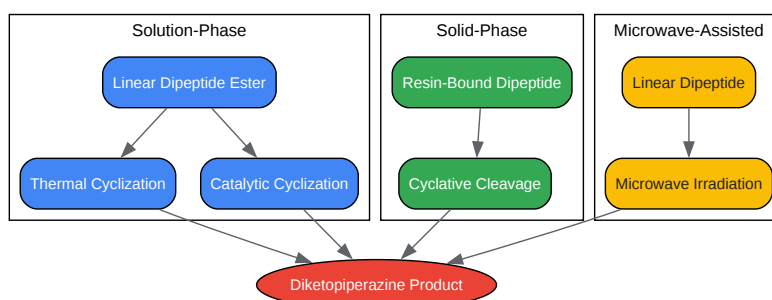 Solution-Phase
Solid-Phase
Microwave-Assisted
Linear Dipeptide Ester
Resin-Bound Dipeptide
Linear Dipeptide
Thermal Cyclization
Catalytic Cyclization
Cyclative Cleavage
Microwave Irradiation
Diketopiperazine Product